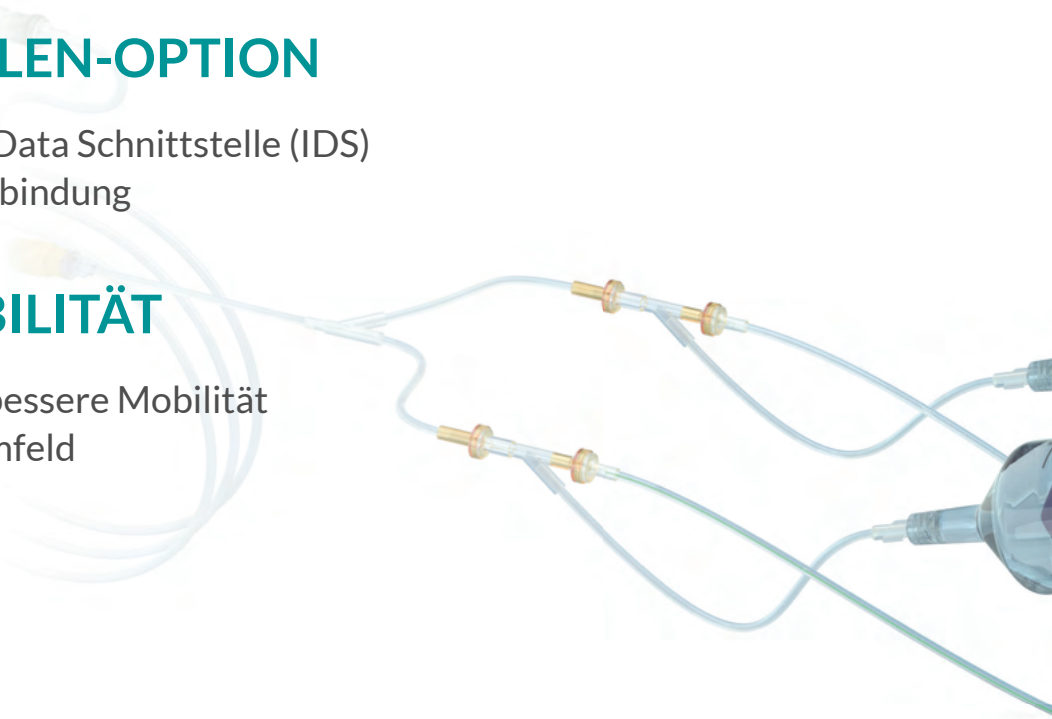 LEN-OPTION
Data Schnittstelle (IDS)
bindung
BILITÄT
bessere Mobilität
nfeld